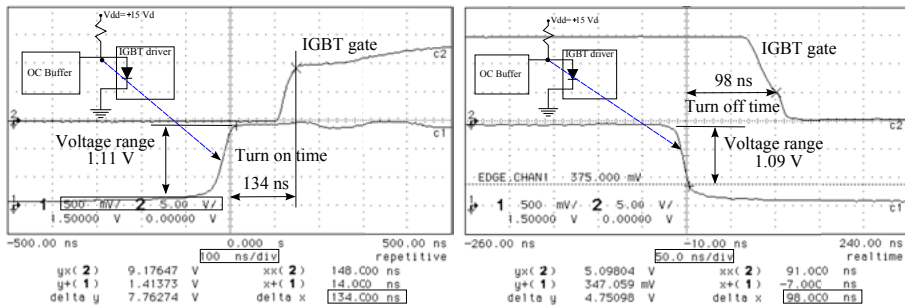 Vdd=+15 Vd
IGBT driver
OC Buffer
IGBT gate
c2
2
Voltage range
1.11 V
Turn on time
134 ns
c1
1
1 500 mV/ 2 5.00 V/
1.50000 V 0.00000 V
-500.00 ns 0.000 s 500.00 ns
100 ns/div repetitive
yx(2) 9.17647 V xx(2) 148.000 ns
y+(1) 1.41373 V x+(1) 14.000 ns
delta y 7.76274 V delta x 134.000 ns
Vdd=+15 Vd
IGBT driver
OC Buffer
IGBT gate
98 ns
Turn off time
2
c2
Voltage range
1.09 V
EDGE,CHAN1 375.000 mV
1
c1
1 500 mV/ 2 5.00 V/
1.50000 V 0.00000 V
-260.00 ns -10.000 ns 240.00 ns
50.0 ns/div realtime
yx(2) 5.09804 V xx(2) 91.000 ns
y+(1) 347.059 mV x+(1) -7.000 ns
delta y 4.75098 V delta x 98.000 ns